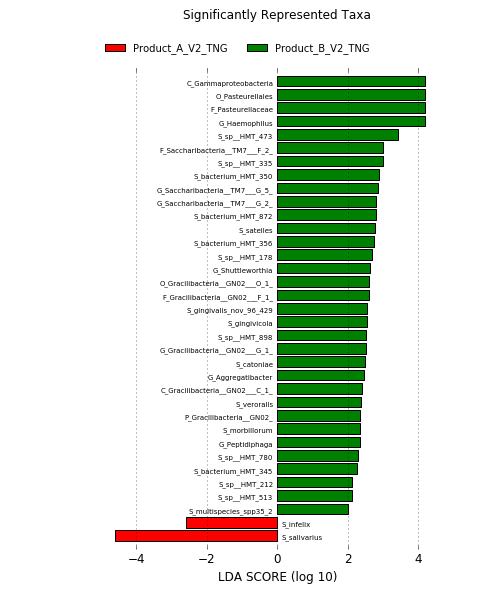 Significantly Represented Taxa
Product_A_V2_TNG Product_B_V2_TNG
C_Gammaproteobacteria
O_Pasteurellales
F_Pasteurellaceae
G_Haemophilus
S_sp__HMT_473
F_Saccharibacteria__TM7___F_2_
S_sp__HMT_335
S_bacterium_HMT_350
G_Saccharibacteria__TM7___G_5_
G_Saccharibacteria__TM7___G_2_
S_bacterium_HMT_872
S_satelles
S_bacterium_HMT_356
S_sp__HMT_178
G_Shuttleworthia
O_Gracilibacteria__GN02___O_1_
F_Gracilibacteria__GN02___F_1_
S_gingivalis_nov_96_429
S_gingivicola
S_sp__HMT_898
G_Gracilibacteria__GN02___G_1_
S_catoniae
G_Aggregatibacter
C_Gracilibacteria__GN02___C_1_
S_veroralis
P_Gracilibacteria__GN02_
S_morbillorum
G_Peptidiphaga
S_sp__HMT_780
S_bacterium_HMT_345
S_sp__HMT_212
S_sp__HMT_513
S_multispecies_spp35_2
S_infelix
S_salivarius
−4 −2 0 2 4
LDA SCORE (log 10)